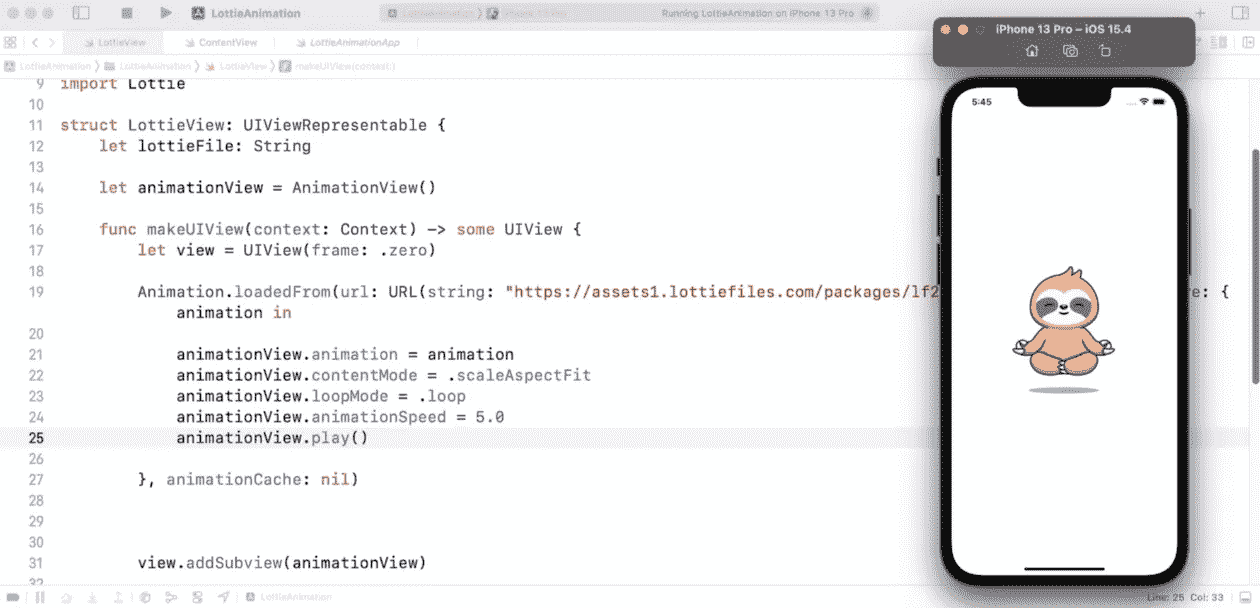 LottieAnimation
LottieAnimation
iPhone 13 Pro
Running LottieAnimation on iPhone 13 Pro
LottieView
ContentView
LottieAnimationApp
LottieAnimation
LottieAnimation
LottieView
makeUIView(context:)
iPhone 13 Pro – iOS 15.4
5:45
9 import Lottie
10
11 struct LottieView: UIViewRepresentable {
12 let lottieFile: String
13
14 let animationView = AnimationView()
15
16 func makeUIView(context: Context) -> some UIView {
17 let view = UIView(frame: .zero)
18
19 Animation.loadedFrom(url: URL(string: "https://assets1.lottiefiles.com/packages/lf2 re: {
animation in
20
21 animationView.animation = animation
22 animationView.contentMode = .scaleAspectFit
23 animationView.loopMode = .loop
24 animationView.animationSpeed = 5.0
25 animationView.play()
26
27 }, animationCache: nil)
28
29
30
31 view.addSubview(animationView)
32
LottieAnimation
Line: 25 Col: 33